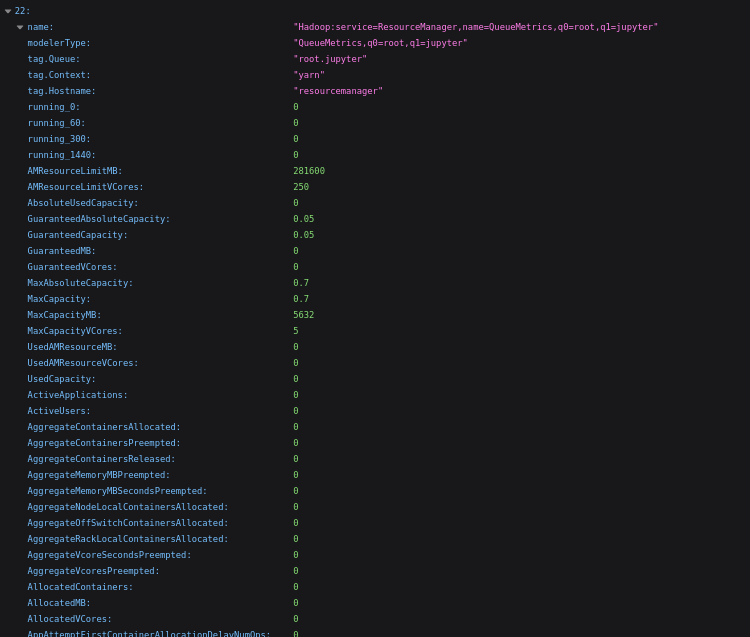 22:
name: "Hadoop:service=ResourceManager,name=QueueMetrics,q0=root,q1=jupyter"
modelerType: "QueueMetrics,q0=root,q1=jupyter"
tag.Queue: "root.jupyter"
tag.Context: "yarn"
tag.Hostname: "resourcemanager"
running_0: 0
running_60: 0
running_300: 0
running_1440: 0
AMResourceLimitMB: 281600
AMResourceLimitVCores: 250
AbsoluteUsedCapacity: 0
GuaranteedAbsoluteCapacity: 0.05
GuaranteedCapacity: 0.05
GuaranteedMB: 0
GuaranteedVCores: 0
MaxAbsoluteCapacity: 0.7
MaxCapacity: 0.7
MaxCapacityMB: 5632
MaxCapacityVCores: 5
UsedAMResourceMB: 0
UsedAMResourceVCores: 0
UsedCapacity: 0
ActiveApplications: 0
ActiveUsers: 0
AggregateContainersAllocated: 0
AggregateContainersPreempted: 0
AggregateContainersReleased: 0
AggregateMemoryMBPreempted: 0
AggregateMemoryMBSecondsPreempted: 0
AggregateNodeLocalContainersAllocated: 0
AggregateOffSwitchContainersAllocated: 0
AggregateRackLocalContainersAllocated: 0
AggregateVcoreSecondsPreempted: 0
AggregateVcoresPreempted: 0
AllocatedContainers: 0
AllocatedMB: 0
AllocatedVCores: 0
AppAttemptFirstContainerAllocationDelayNumOps: 0